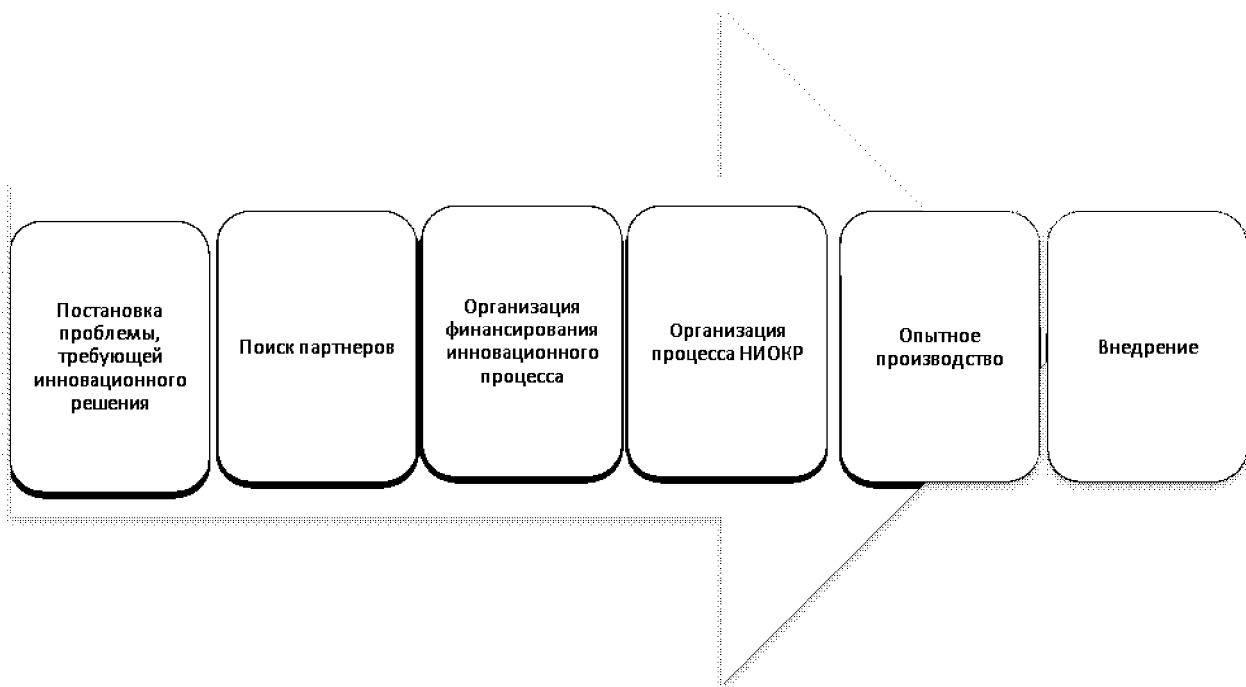 Постановка
проблемы,
требующей
инновационного
решения
Поиск партнеров
Организация
финансирования
инновационного
процесса
Организация
процесса НИОКР
Опытное
производство
Внедрение